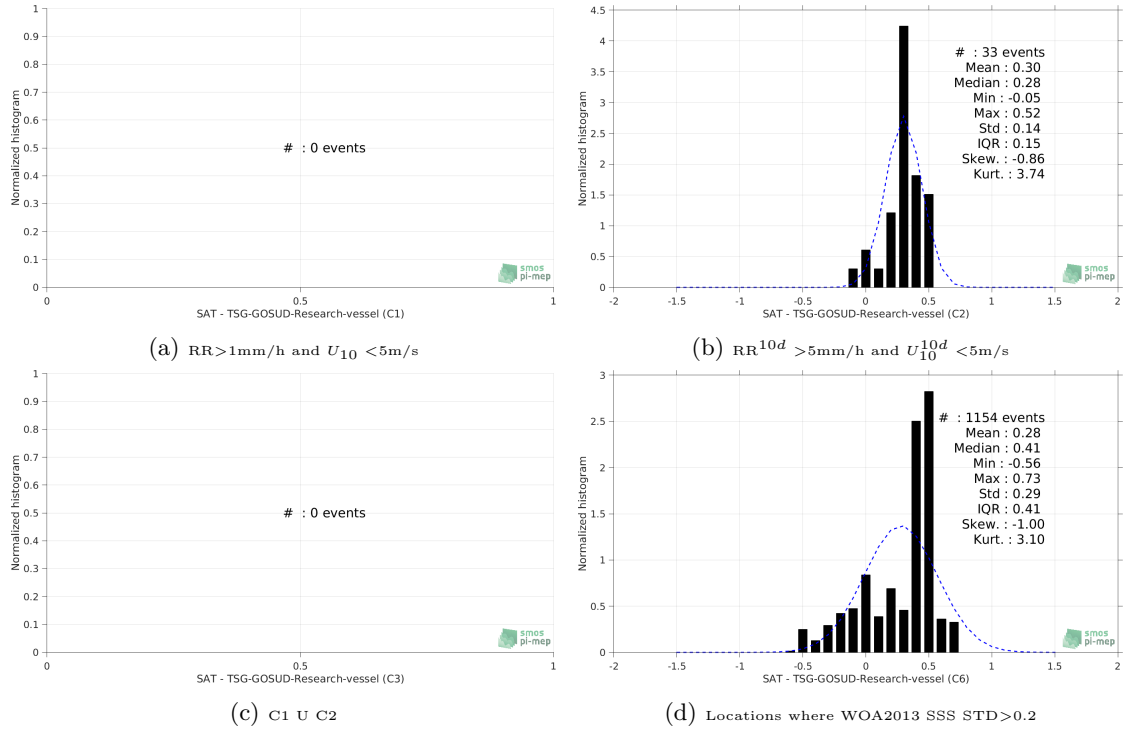 1
0.9
0.8
0.7
0.6
0.5
0.4
0.3
0.2
0.1
0
Normalized histogram
# : 0 events
smos
pi-mep
0 0.5 1
SAT - TSG-GOSUD-Research-vessel (C1)
(a) RR>1mm/h and U10 <5m/s
4.5
4
3.5
3
2.5
2
1.5
1
0.5
0
Normalized histogram
# : 33 events
Mean : 0.30
Median : 0.28
Min : -0.05
Max : 0.52
Std : 0.14
IQR : 0.15
Skew. : -0.86
Kurt. : 3.74
smos
pi-mep
-2 -1.5 -1 -0.5 0 0.5 1 1.5 2
SAT - TSG-GOSUD-Research-vessel (C2)
(b) RR^10d >5mm/h and U10^10d <5m/s
1
0.9
0.8
0.7
0.6
0.5
0.4
0.3
0.2
0.1
0
Normalized histogram
# : 0 events
smos
pi-mep
0 0.5 1
SAT - TSG-GOSUD-Research-vessel (C3)
(c) C1 U C2
3
2.5
2
1.5
1
0.5
0
Normalized histogram
# : 1154 events
Mean : 0.28
Median : 0.41
Min : -0.56
Max : 0.73
Std : 0.29
IQR : 0.41
Skew. : -1.00
Kurt. : 3.10
smos
pi-mep
-2 -1.5 -1 -0.5 0 0.5 1 1.5 2
SAT - TSG-GOSUD-Research-vessel (C6)
(d) Locations where WOA2013 SSS STD>0.2